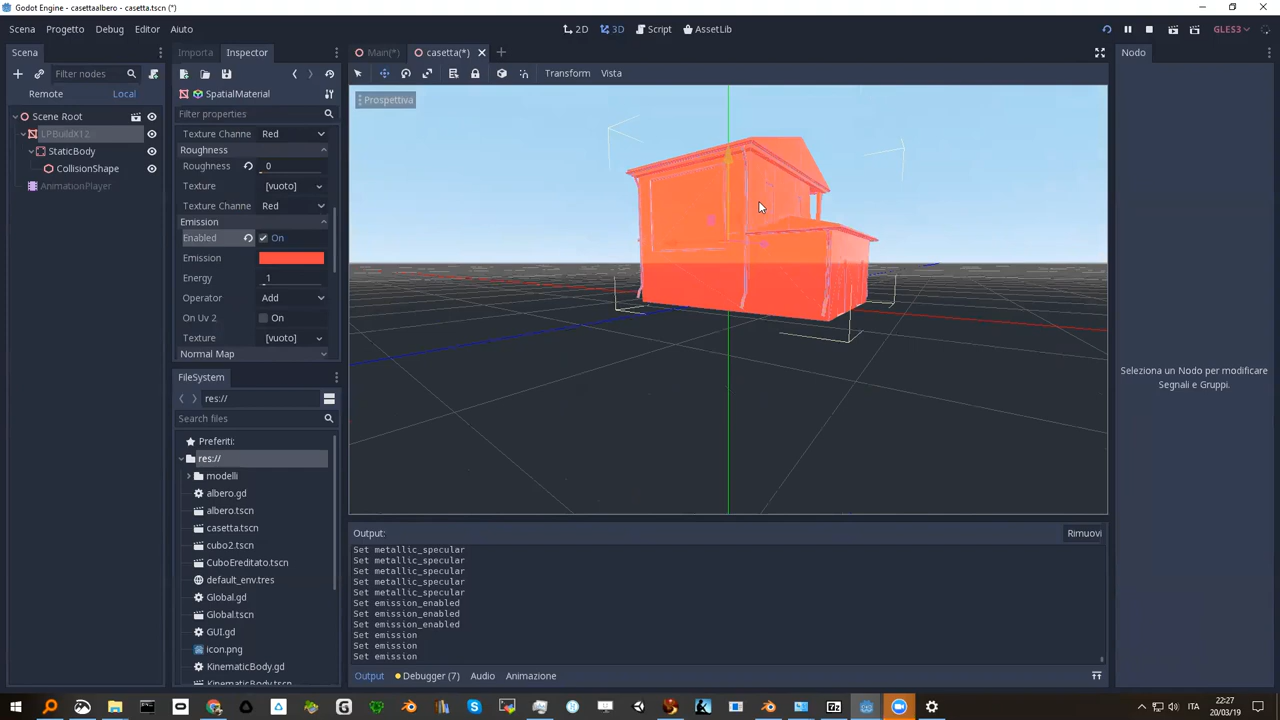 Godot Engine - casettaalbero - casetta.tscn (*)
Scena Progetto Debug Editor Aiuto
2D 3D Script AssetLib
GLES3
Scena
Filter nodes
Remote Local
Scene Root
LPBuildX12
StaticBody
CollisionShape
AnimationPlayer
Importa Inspector
SpatialMaterial
Filter properties
Texture Channe Red
Roughness
Roughness 0
Texture [vuoto]
Texture Channe Red
Emission
Enabled On
Emission
Energy 1
Operator Add
On Uv 2 On
Texture [vuoto]
Normal Map
FileSystem
res://
Search files
Preferiti:
res://
modelli
albero.gd
albero.tscn
casetta.tscn
cubo2.tscn
CuboEreditato.tscn
default_env.tres
Global.gd
Global.tscn
GUI.gd
icon.png
KinematicBody.gd
KinematicBody.tscn
Main(*) casetta(*)
Transform Vista
Prospettiva
Output: Rimuovi
Set metallic_specular
Set metallic_specular
Set metallic_specular
Set metallic_specular
Set metallic_specular
Set emission_enabled
Set emission_enabled
Set emission_enabled
Set emission
Set emission
Set emission
Output Debugger (7) Audio Animazione
Nodo
Seleziona un Nodo per modificare
Segnali e Gruppi.
22:27
20/03/19